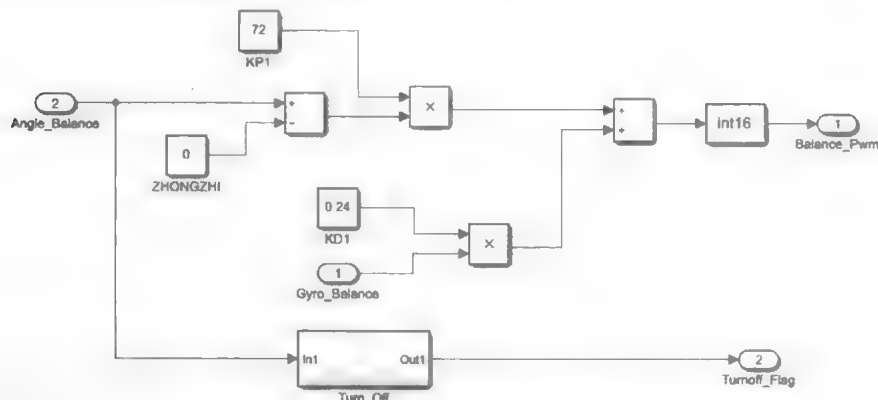 72
KP1
2
Angle_Balance
+
−
×
0
ZHONGZHI
+
+
int16
1
Balance_Pwm
0.24
KD1
×
1
Gyro_Balance
In1
Out1
Turn_Off
2
Turnoff_Flag